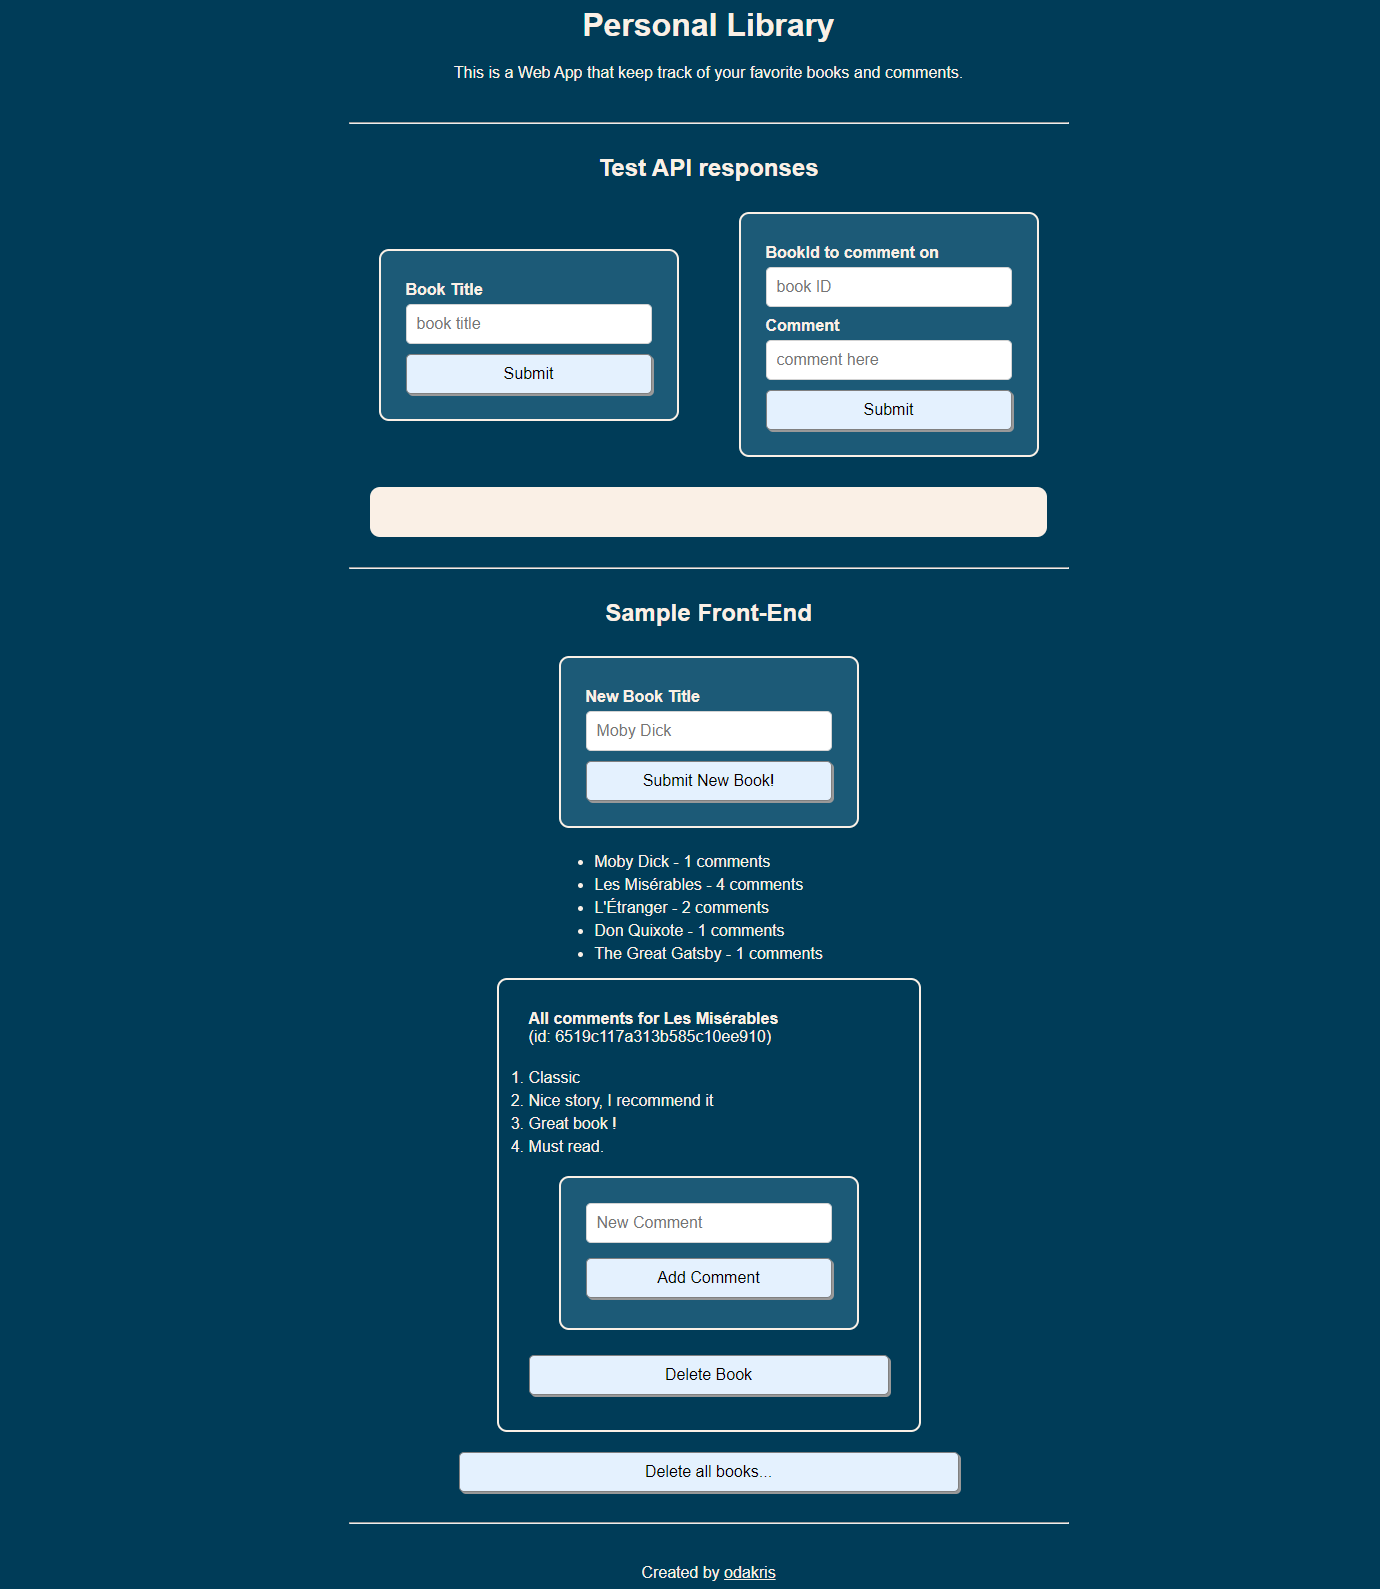 Personal Library
This is a Web App that keep track of your favorite books and comments.
Test API responses
Book Title
book title
Submit
BookId to comment on
book ID
Comment
comment here
Submit
Sample Front-End
New Book Title
Moby Dick
Submit New Book!
• Moby Dick - 1 comments
• Les Misérables - 4 comments
• L'Étranger - 2 comments
• Don Quixote - 1 comments
• The Great Gatsby - 1 comments
All comments for Les Misérables
(id: 6519c117a313b585c10ee910)
1. Classic
2. Nice story, I recommend it
3. Great book !
4. Must read.
New Comment
Add Comment
Delete Book
Delete all books...
Created by odakris